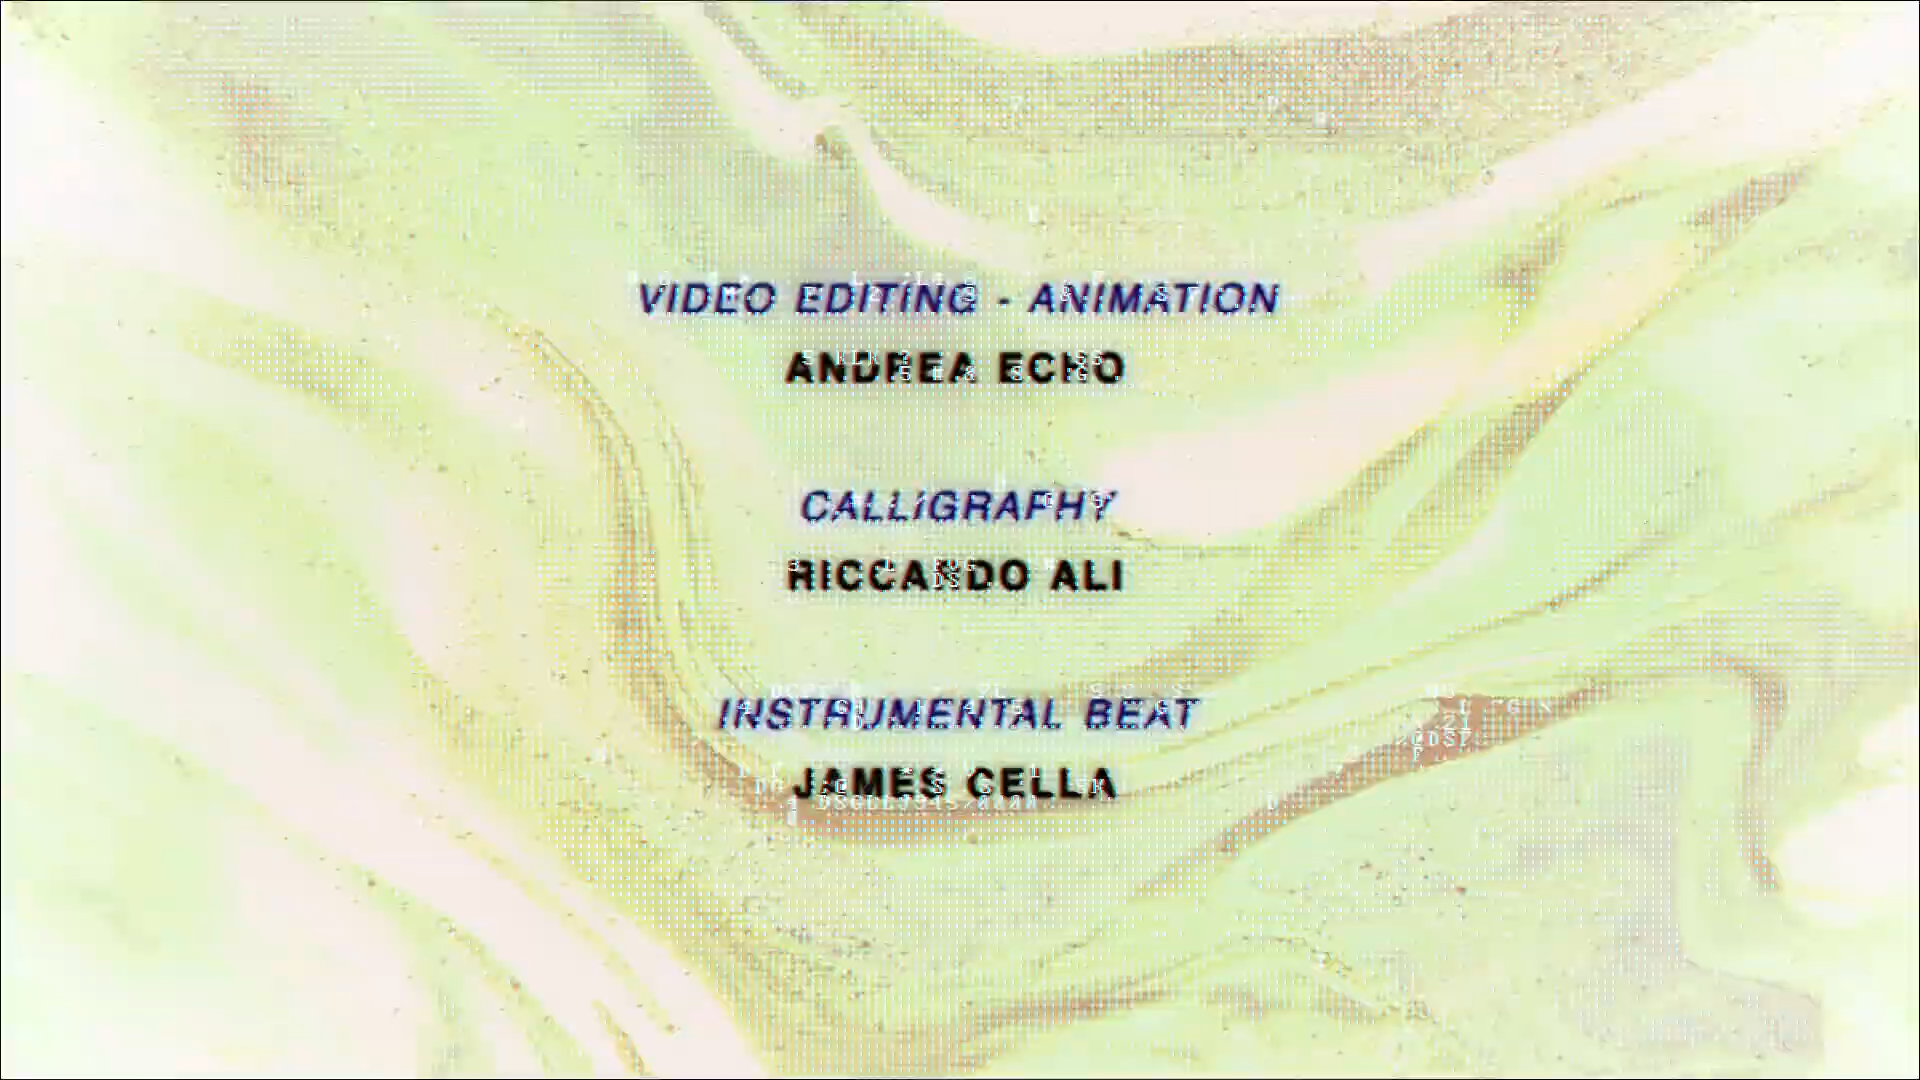 VIDEO EDITING - ANIMATION
ANDREA ECHO
CALLIGRAPHY
RICCARDO ALI
INSTRUMENTAL BEAT
JAMES CELLA